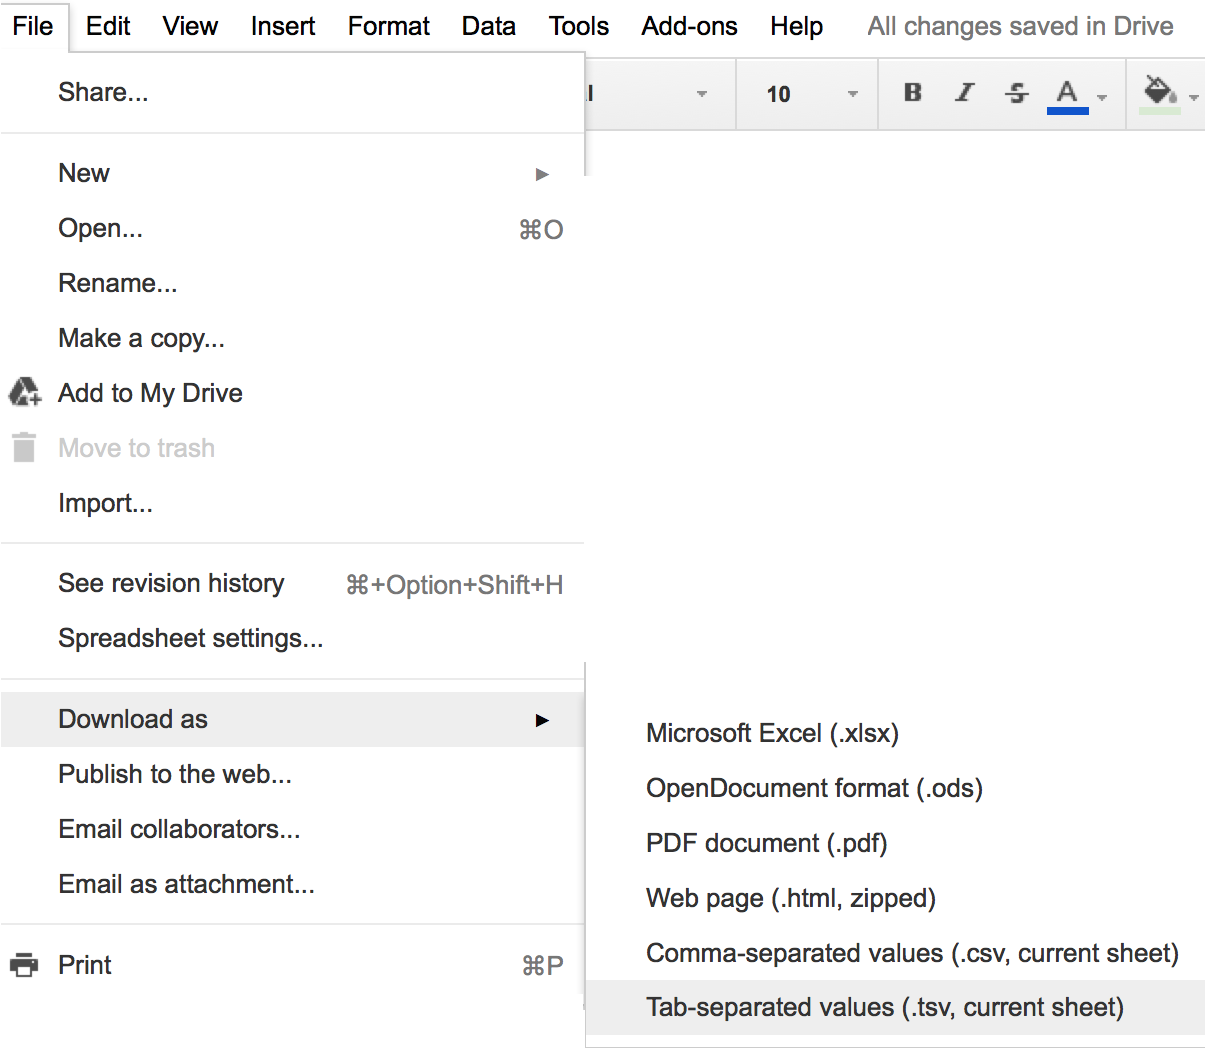 File Edit View Insert Format Data Tools Add-ons Help All changes saved in Drive
10 B I S A
Share...
New ►
Open... ⌘O
Rename...
Make a copy...
Add to My Drive
Move to trash
Import...
See revision history ⌘+Option+Shift+H
Spreadsheet settings...
Download as ►
Publish to the web...
Email collaborators...
Email as attachment...
Print ⌘P
Microsoft Excel (.xlsx)
OpenDocument format (.ods)
PDF document (.pdf)
Web page (.html, zipped)
Comma-separated values (.csv, current sheet)
Tab-separated values (.tsv, current sheet)